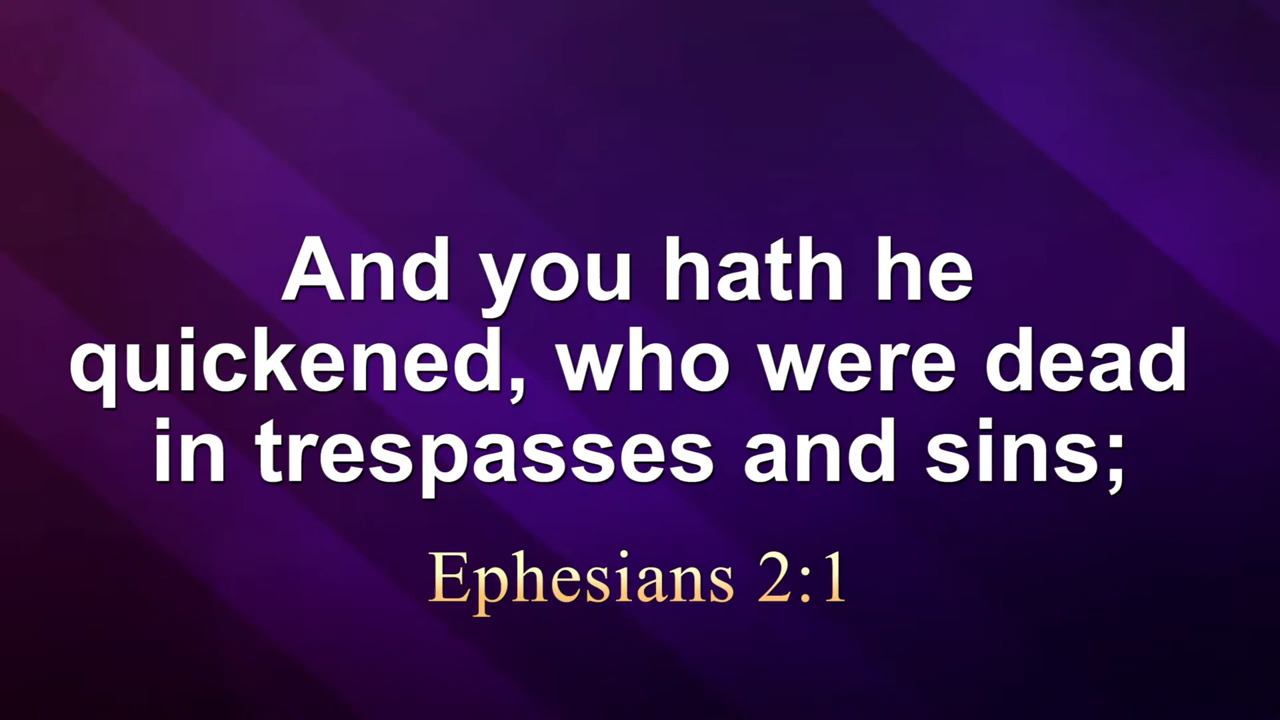 And you hath he
quickened, who were dead
in trespasses and sins;
Ephesians 2:1